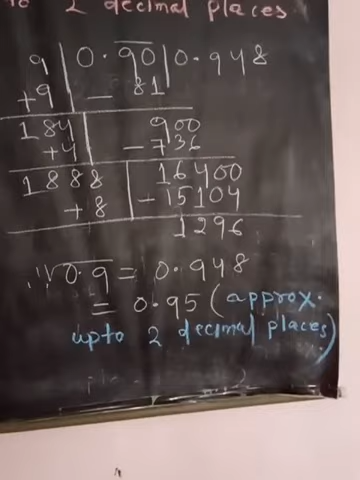 to 2 decimal places
9 | 0.90 | 0.948
+9 | - 81
184 | 900
+4 | - 736
1888 | 16400
+8 | - 15104
1296
∴ √0.9 = 0.948
= 0.95 (approx.
upto 2 decimal places)